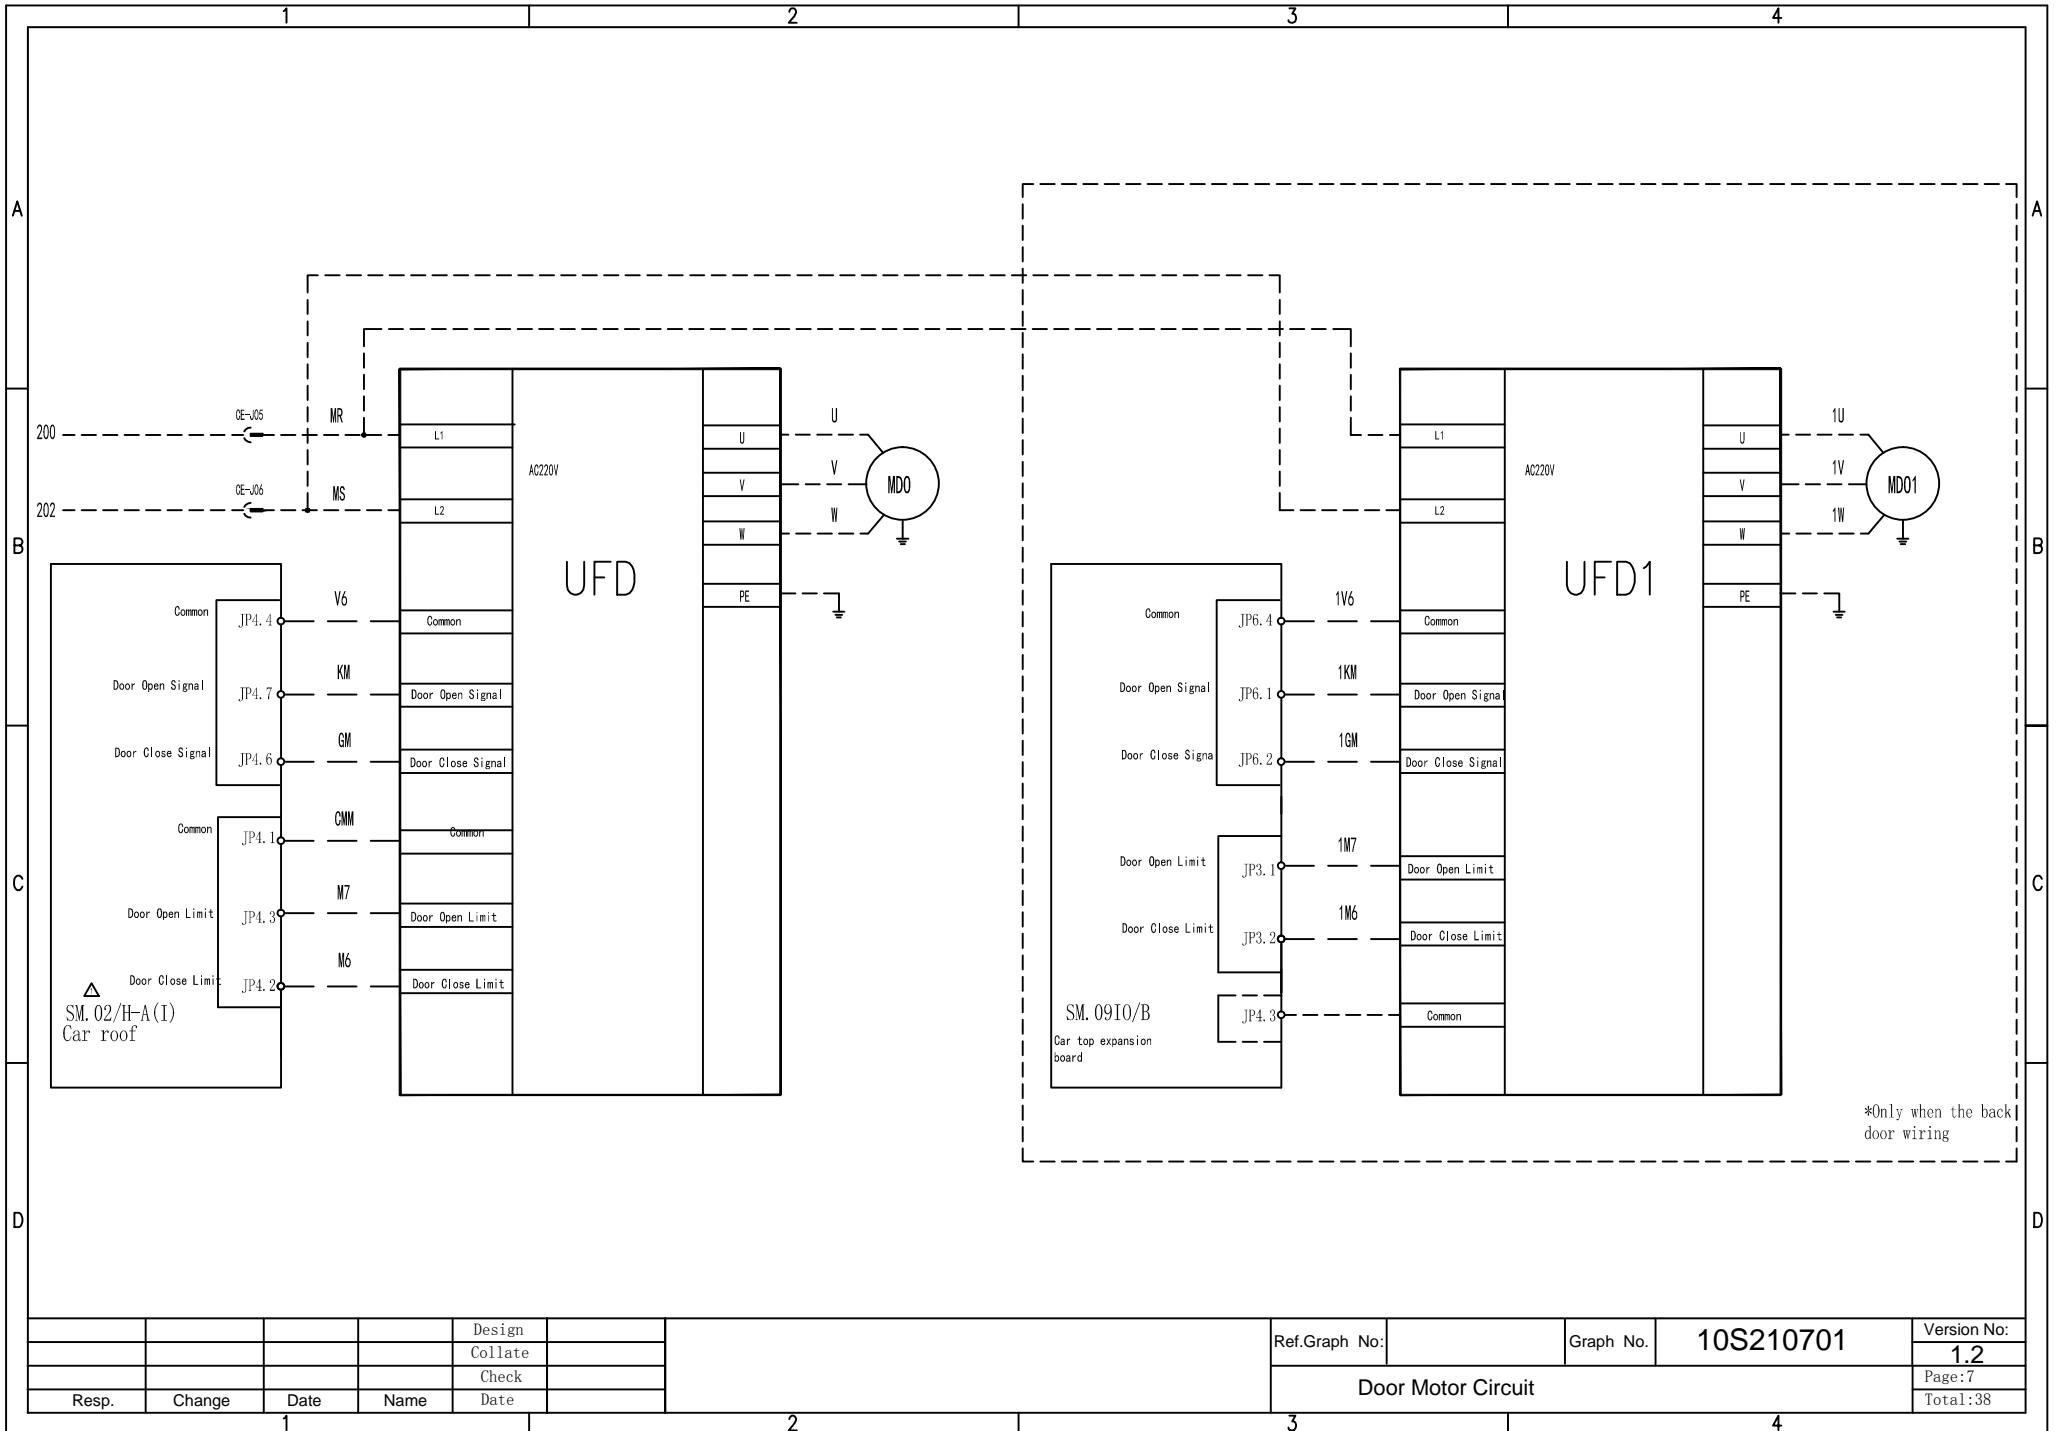 1 2 3 4
A A
MR 200 CE-J05
MS 202 CE-J06
B B
C C
D D
L1
L2
AC220V
UFD
U
V
W
PE
U
V
W
MDO
Common JP4.4 V6 Common
Door Open Signal JP4.7 KM Door Open Signal
Door Close Signal JP4.6 GM Door Close Signal
Common JP4.1 CMM Common
Door Open Limit JP4.3 M7 Door Open Limit
Door Close Limit JP4.2 M6 Door Close Limit
SM.02/H-A(I)
Car roof
L1
L2
AC220V
UFD1
U
V
W
PE
1U
1V
1W
MDO1
Common JP6.4 1V6 Common
Door Open Signal JP6.1 1KM Door Open Signal
Door Close Signa JP6.2 1GM Door Close Signal
Door Open Limit JP3.1 1M7 Door Open Limit
Door Close Limit JP3.2 1M6 Door Close Limit
JP4.3 Common
SM.09IO/B
Car top expansion
board
*Only when the back
door wiring
Design
Collate
Check
Resp. Change Date Name Date
Ref.Graph No: Graph No. 10S210701 Version No:
1.2
Door Motor Circuit
Page:7
Total:38
1 2 3 4